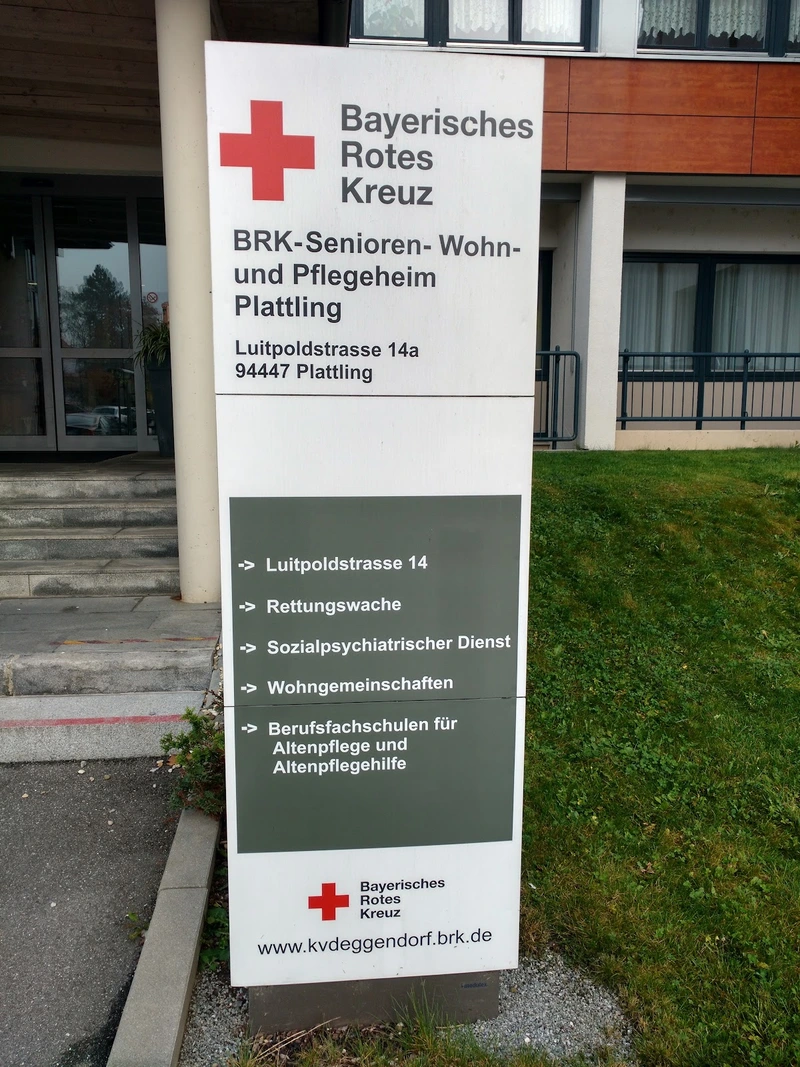 Bayerisches
Rotes
Kreuz
BRK-Senioren- Wohn-
und Pflegeheim
Plattling
Luitpoldstrasse 14a
94447 Plattling
-> Luitpoldstrasse 14
-> Rettungswache
-> Sozialpsychiatrischer Dienst
-> Wohngemeinschaften
-> Berufsfachschulen für
Altenpflege und
Altenpflegehilfe
Bayerisches
Rotes
Kreuz
www.kvdeggendorf.brk.de